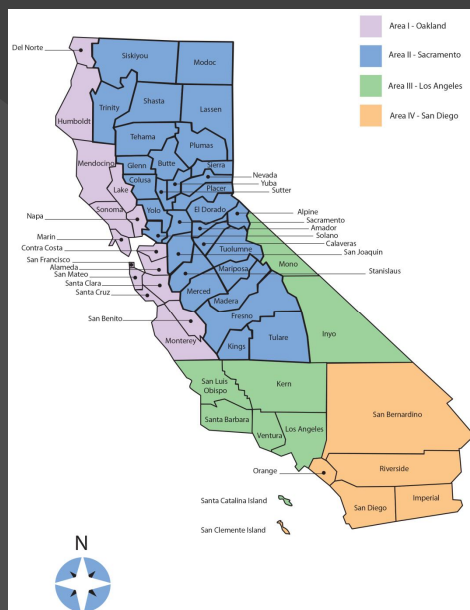 Area I - Oakland
Area II - Sacramento
Area III - Los Angeles
Area IV - San Diego
Del Norte
Siskiyou
Modoc
Humboldt
Trinity
Shasta
Lassen
Tehama
Plumas
Mendocino
Glenn
Butte
Sierra
Nevada
Colusa
Yuba
Lake
Placer
Sutter
Sonoma
Yolo
El Dorado
Alpine
Napa
Sacramento
Amador
Marin
Solano
Calaveras
Contra Costa
Tuolumne
San Joaquin
San Francisco
Mono
Alameda
Mariposa
San Mateo
Stanislaus
Santa Clara
Merced
Santa Cruz
Madera
San Benito
Fresno
Inyo
Monterey
Kings
Tulare
San Luis
Obispo
Kern
San Bernardino
Santa Barbara
Ventura
Los Angeles
Orange
Riverside
Santa Catalina Island
San Diego
Imperial
San Clemente Island
N